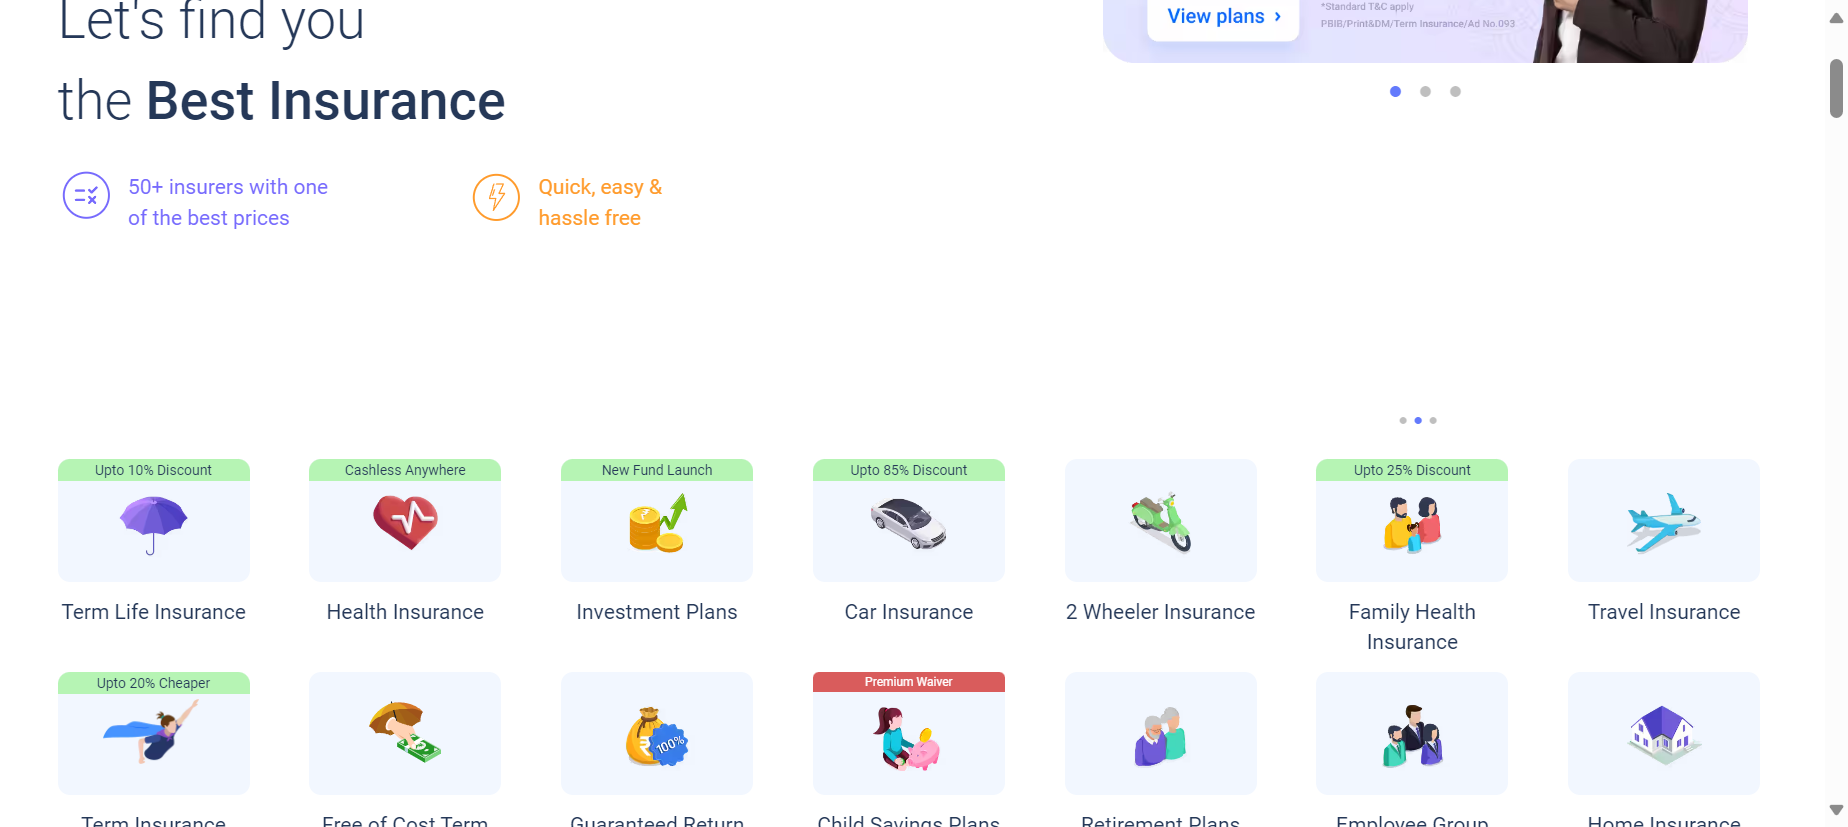 Let's find you
the Best Insurance
View plans ›
*Standard T&C apply
PBIB/Print&DM/Term Insurance/Ad No.093
50+ insurers with one
of the best prices
Quick, easy &
hassle free
Upto 10% Discount
Cashless Anywhere
New Fund Launch
Upto 85% Discount
Upto 25% Discount
Term Life Insurance
Health Insurance
Investment Plans
Car Insurance
2 Wheeler Insurance
Family Health
Insurance
Travel Insurance
Upto 20% Cheaper
Premium Waiver
₹
100%
Term Insurance
Free of Cost Term
Guaranteed Return
Child Savings Plans
Retirement Plans
Employee Group
Home Insurance